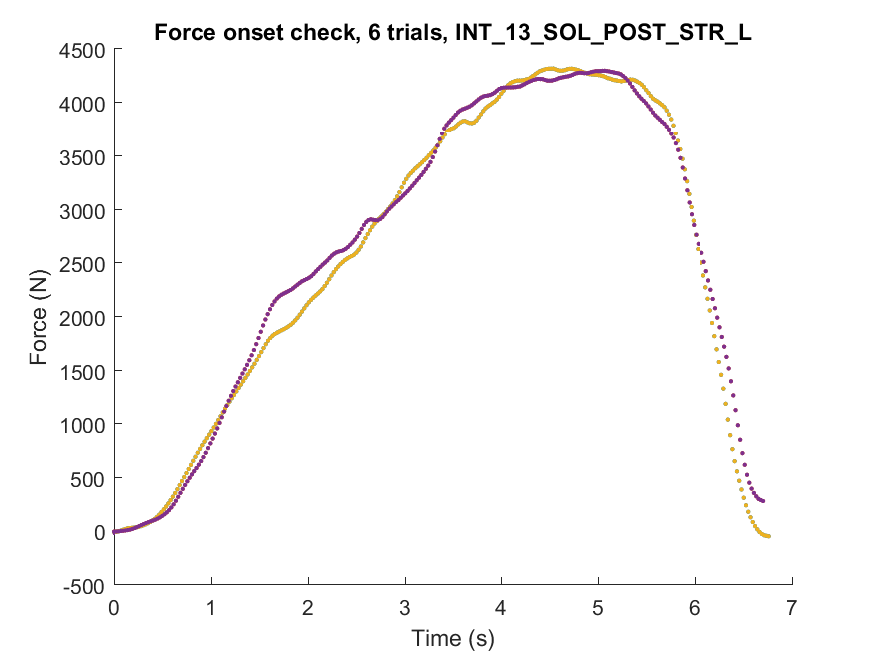 Force onset check, 6 trials, INT_13_SOL_POST_STR_L
4500
4000
3500
3000
2500
2000
1500
1000
500
0
-500
Force (N)
0 1 2 3 4 5 6 7
Time (s)